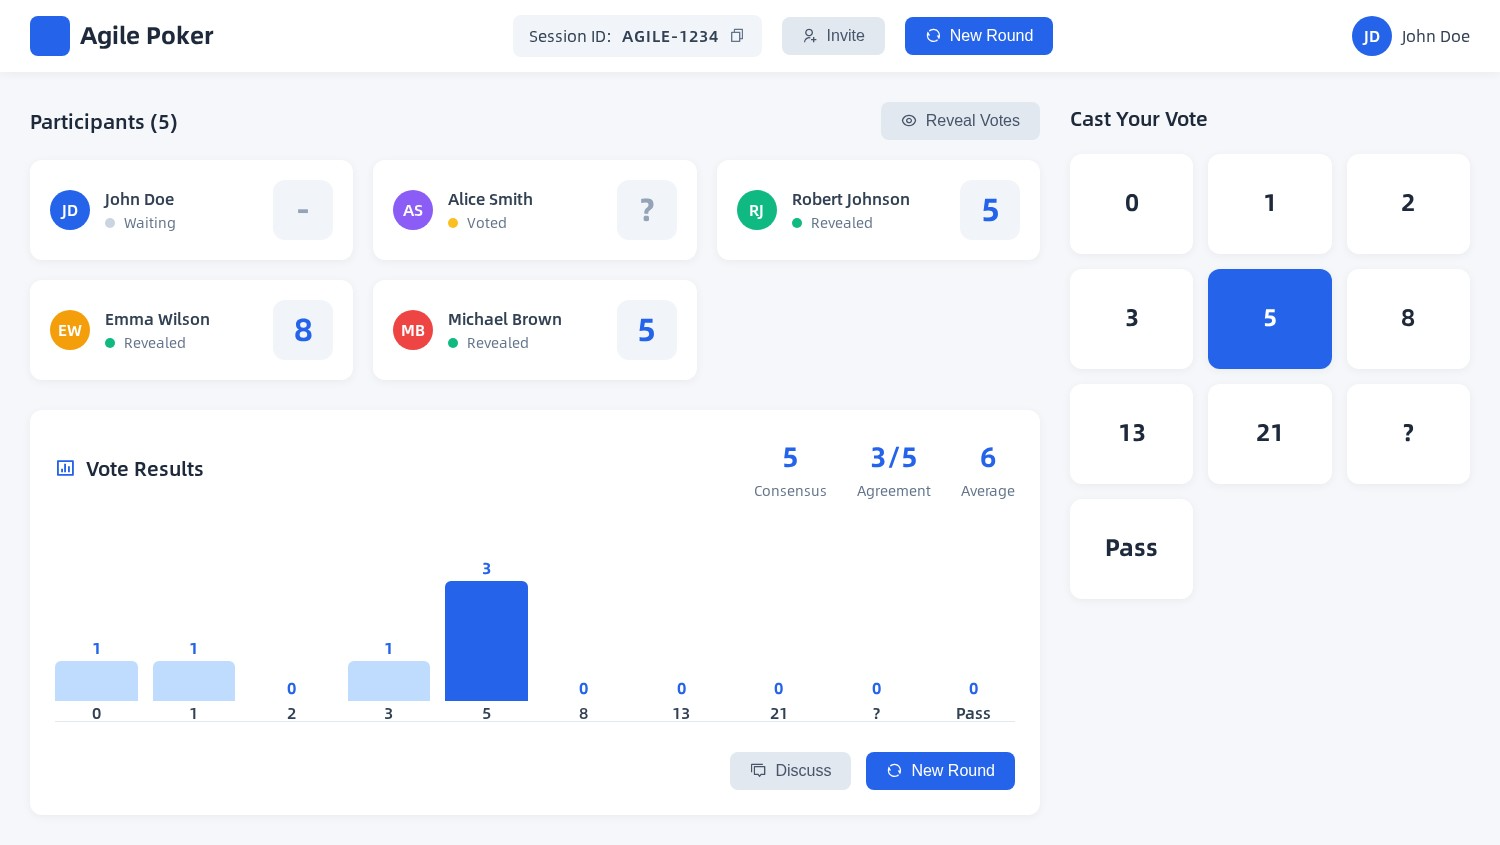 Agile Poker
Session ID: AGILE-1234
Invite
New Round
JD
John Doe
Participants (5)
Reveal Votes
JD
John Doe
Waiting
-
AS
Alice Smith
Voted
?
RJ
Robert Johnson
Revealed
5
EW
Emma Wilson
Revealed
8
MB
Michael Brown
Revealed
5
Vote Results
5
Consensus
3/5
Agreement
6
Average
1
0
1
1
0
2
1
3
3
5
0
8
0
13
0
21
0
?
0
Pass
Discuss
New Round
Cast Your Vote
0
1
2
3
5
8
13
21
?
Pass